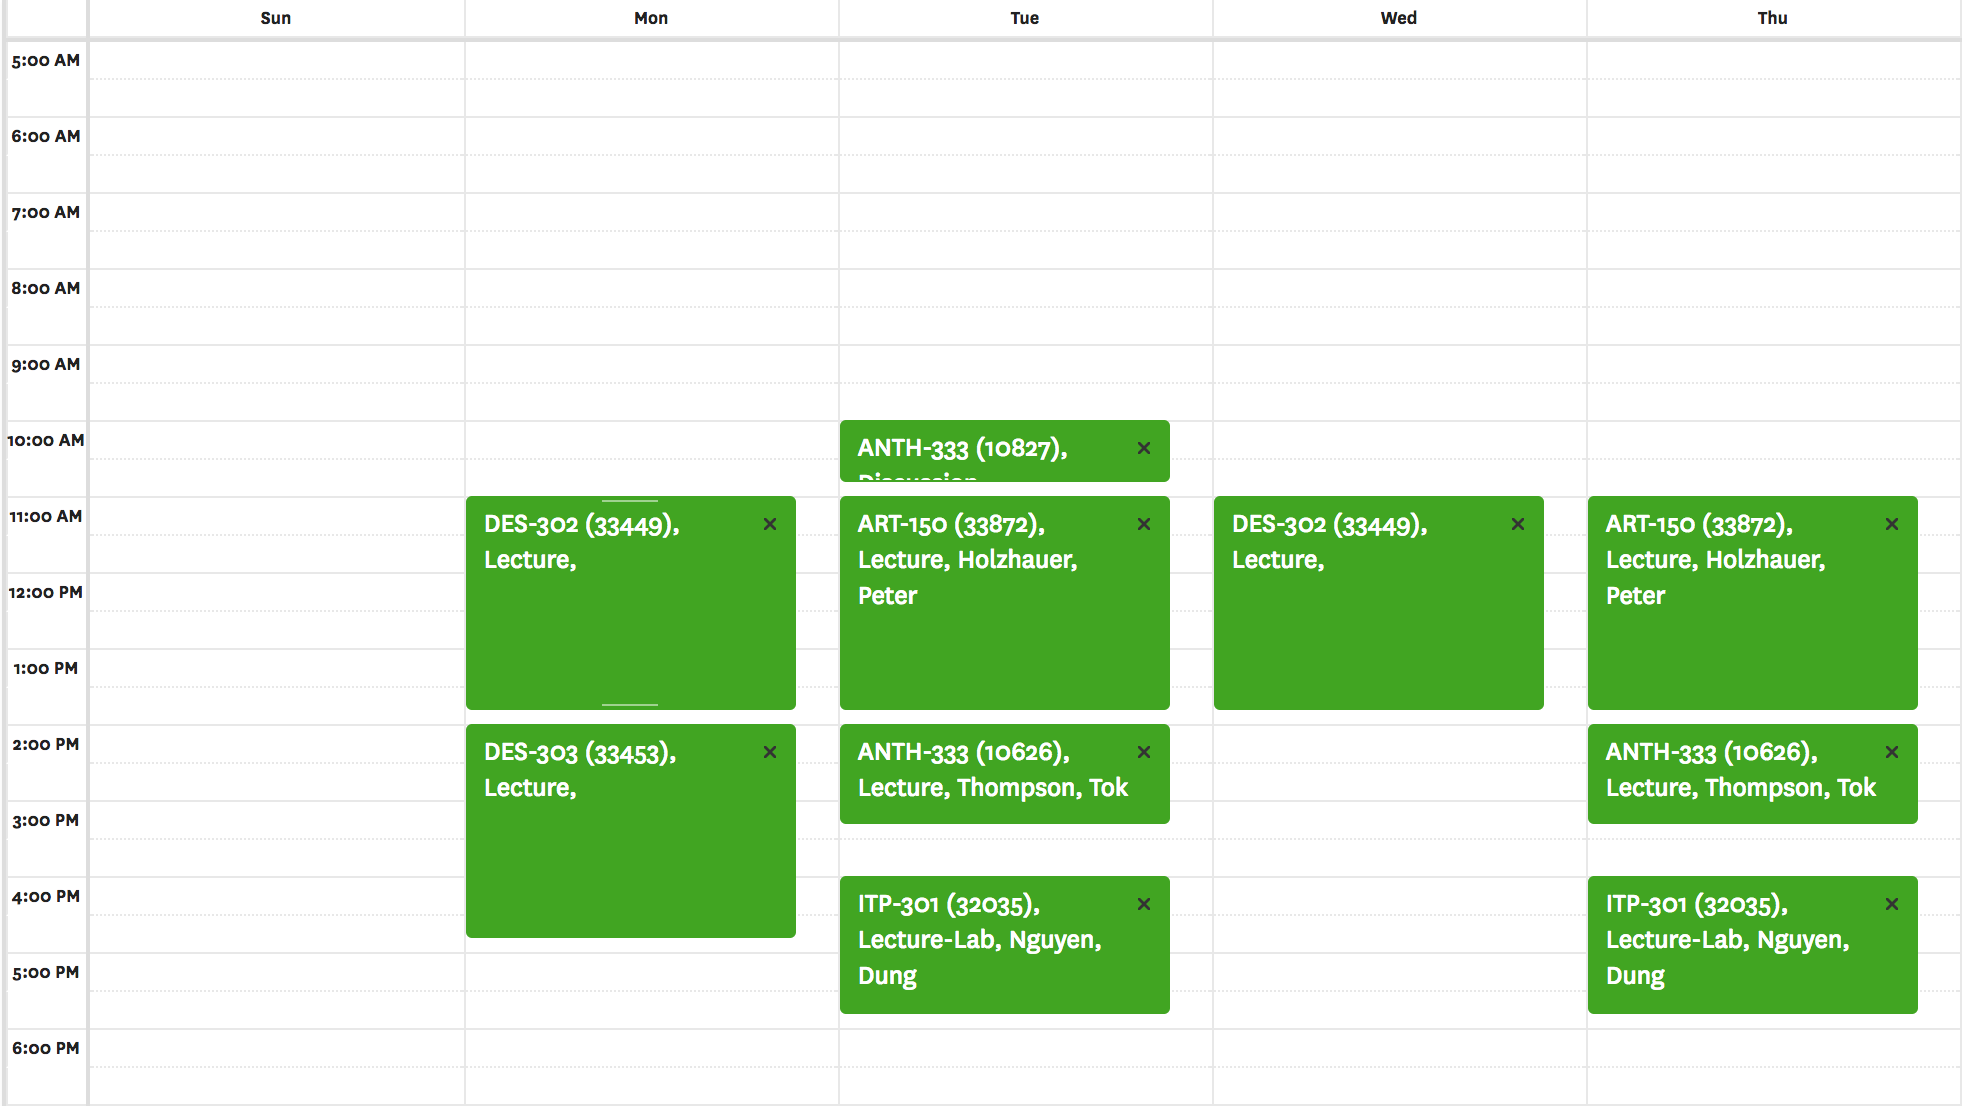 Sun Mon Tue Wed Thu
5:00 AM
6:00 AM
7:00 AM
8:00 AM
9:00 AM
10:00 AM
11:00 AM
12:00 PM
1:00 PM
2:00 PM
3:00 PM
4:00 PM
5:00 PM
6:00 PM
DES-302 (33449), ×
Lecture,
DES-303 (33453), ×
Lecture,
ANTH-333 (10827), ×
Discussion
ART-150 (33872), ×
Lecture, Holzhauer,
Peter
ANTH-333 (10626), ×
Lecture, Thompson, Tok
ITP-301 (32035), ×
Lecture-Lab, Nguyen,
Dung
DES-302 (33449), ×
Lecture,
ART-150 (33872), ×
Lecture, Holzhauer,
Peter
ANTH-333 (10626), ×
Lecture, Thompson, Tok
ITP-301 (32035), ×
Lecture-Lab, Nguyen,
Dung